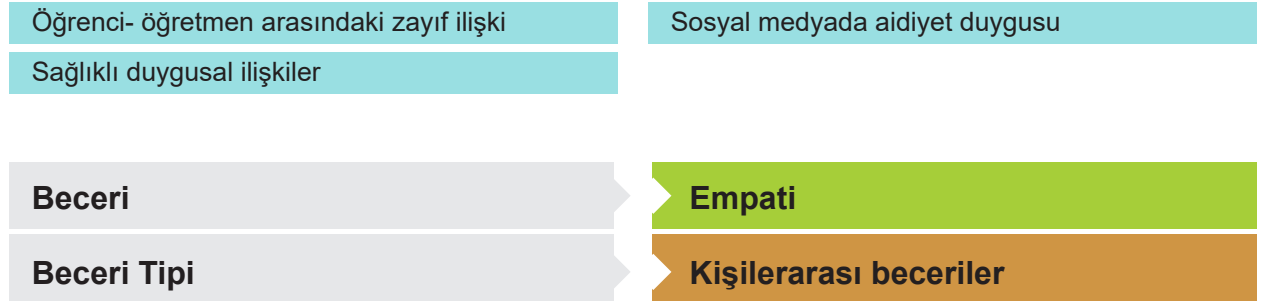 Öğrenci- öğretmen arasındaki zayıf ilişki
Sosyal medyada aidiyet duygusu
Sağlıklı duygusal ilişkiler
Beceri
Empati
Beceri Tipi
Kişilerarası beceriler